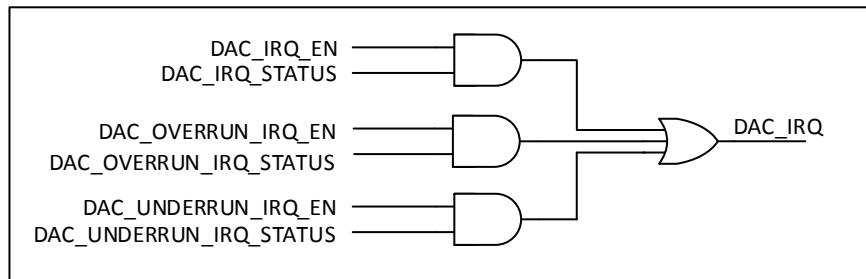 DAC_IRQ_EN
DAC_IRQ_STATUS
DAC_OVERRUN_IRQ_EN
DAC_OVERRUN_IRQ_STATUS
DAC_UNDERRUN_IRQ_EN
DAC_UNDERRUN_IRQ_STATUS
DAC_IRQ